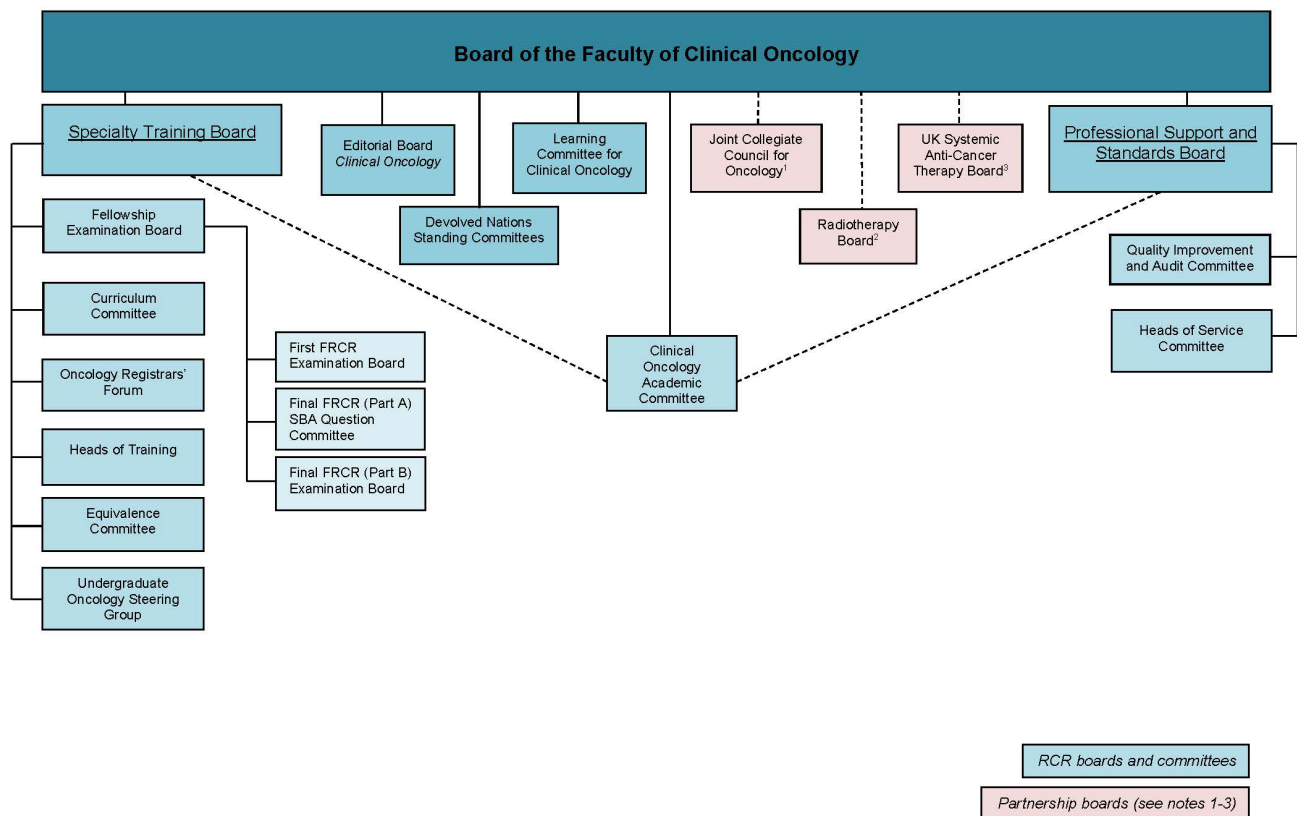 Board of the Faculty of Clinical Oncology
Specialty Training Board
Editorial Board
Clinical Oncology
Learning
Committee for
Clinical Oncology
Devolved Nations
Standing Committees
Joint Collegiate
Council for
Oncology¹
Radiotherapy
Board²
UK Systemic
Anti-Cancer
Therapy Board³
Professional Support and
Standards Board
Fellowship
Examination Board
Curriculum
Committee
Oncology Registrars’
Forum
Heads of Training
Equivalence
Committee
Undergraduate
Oncology Steering
Group
First FRCR
Examination Board
Final FRCR (Part A)
SBA Question
Committee
Final FRCR (Part B)
Examination Board
Clinical
Oncology
Academic
Committee
Quality Improvement
and Audit Committee
Heads of Service
Committee
RCR boards and committees
Partnership boards (see notes 1-3)